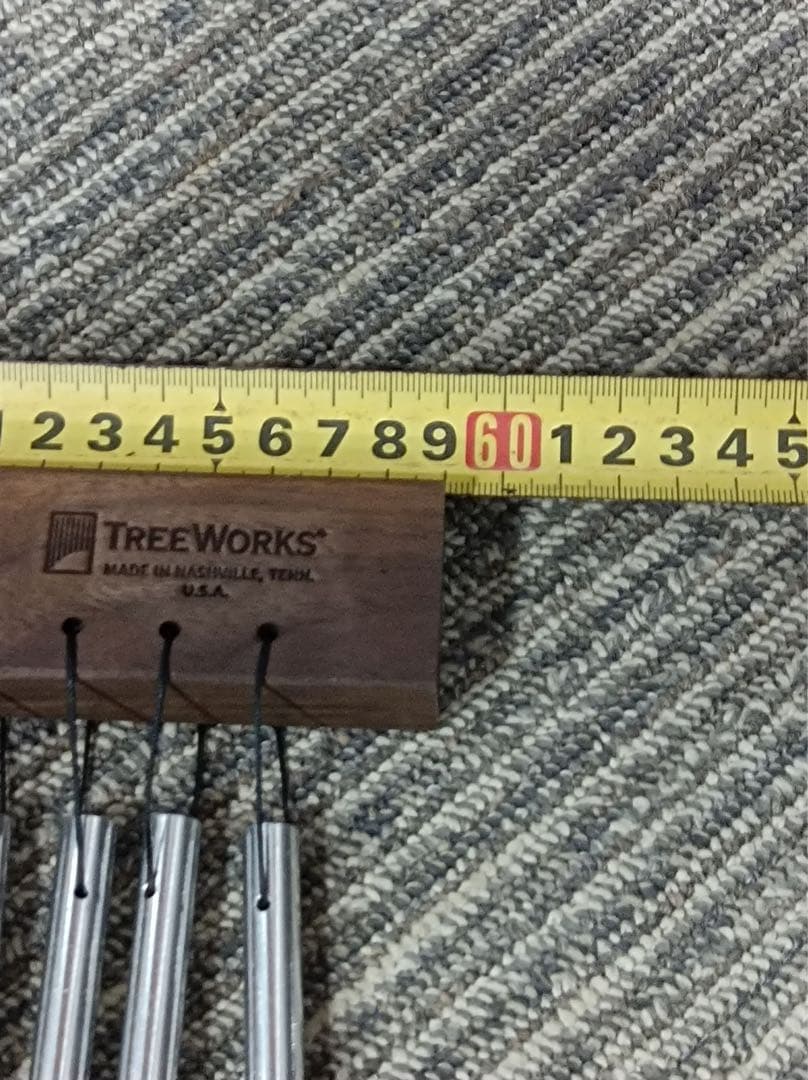 1 2 3 4 5 6 7 8 9 60 1 2 3 4 5
TREEWORKS
MADE IN NASHVILLE, TENN.
U.S.A.